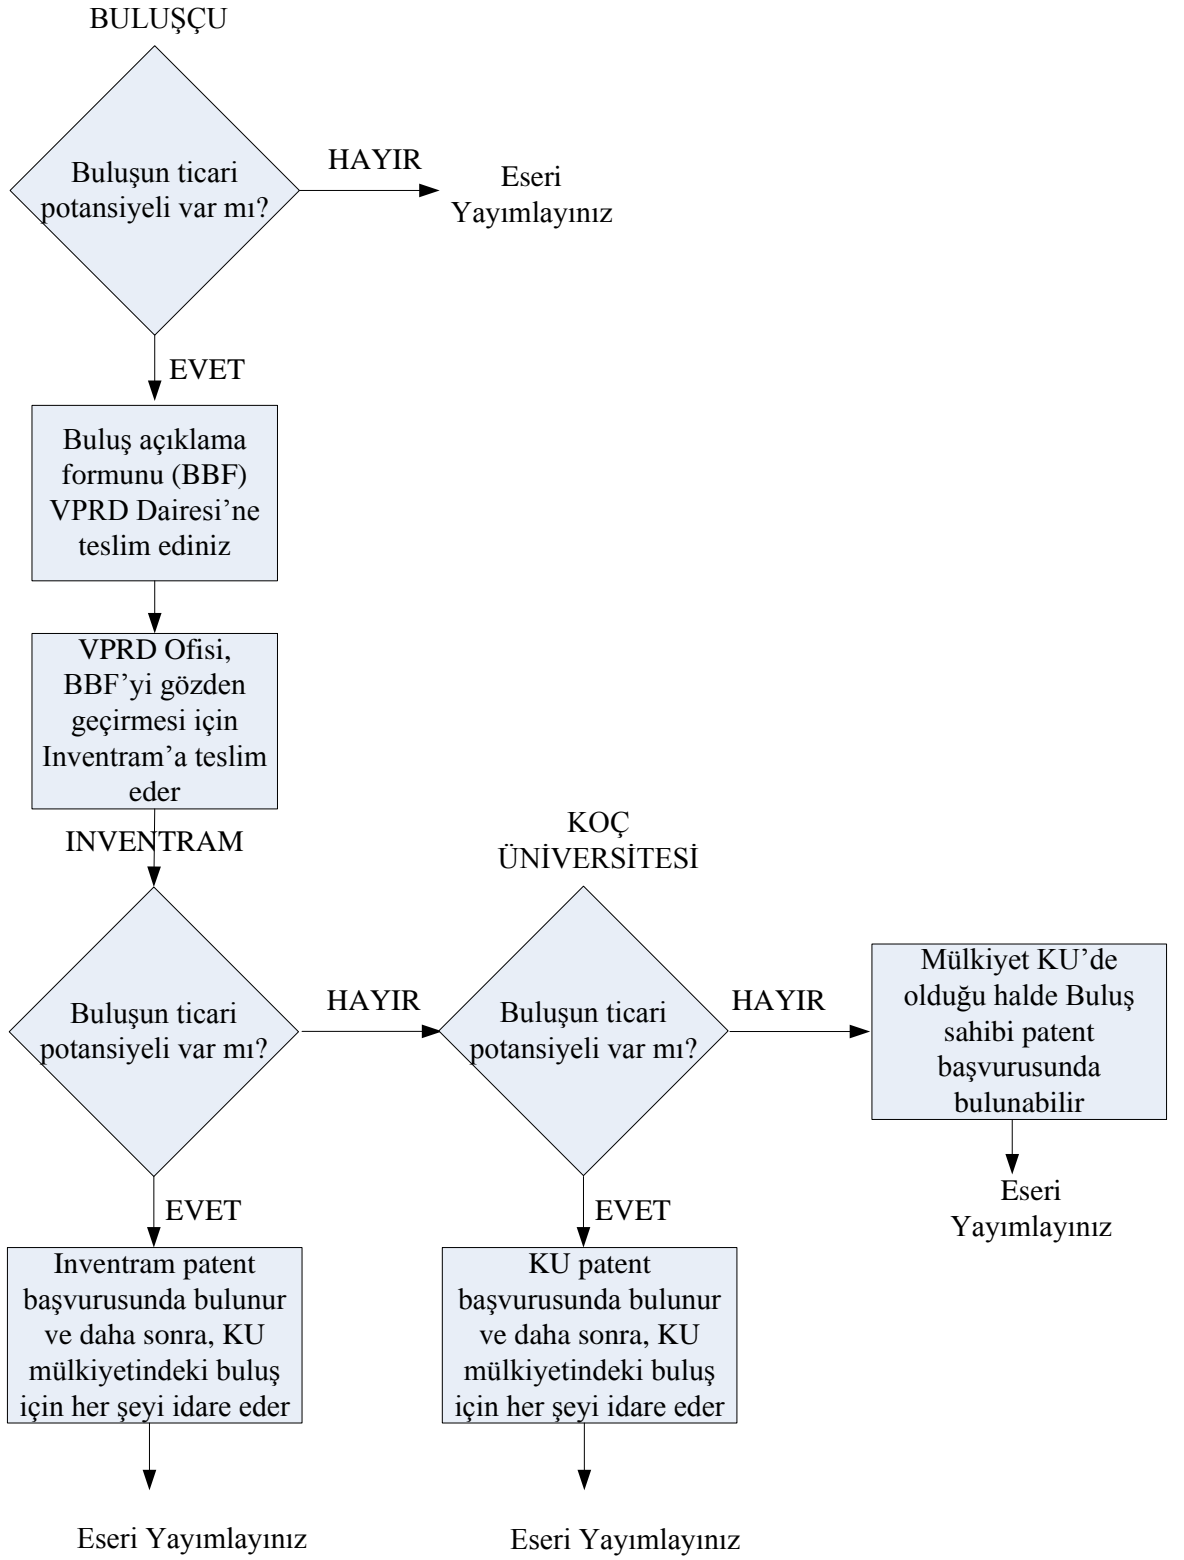 BULUŞÇU
Buluşun ticari
potansiyeli var mı?
HAYIR
Eseri
Yayımlayınız
EVET
Buluş açıklama
formunu (BBF)
VPRD Dairesi’ne
teslim ediniz
VPRD Ofisi,
BBF’yi gözden
geçirmesi için
Inventram’a teslim
eder
INVENTRAM
Buluşun ticari
potansiyeli var mı?
HAYIR
KOÇ
ÜNİVERSİTESİ
Buluşun ticari
potansiyeli var mı?
HAYIR
Mülkiyet KU’de
olduğu halde Buluş
sahibi patent
başvurusunda
bulunabilir
Eseri
Yayımlayınız
EVET
Inventram patent
başvurusunda bulunur
ve daha sonra, KU
mülkiyetindeki buluş
için her şeyi idare eder
Eseri Yayımlayınız
EVET
KU patent
başvurusunda bulunur
ve daha sonra, KU
mülkiyetindeki buluş
için her şeyi idare eder
Eseri Yayımlayınız